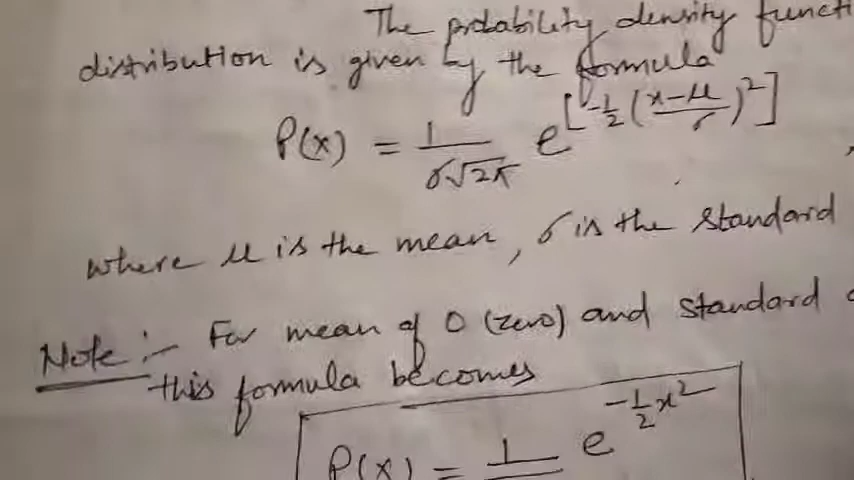 The probability density functi
distribution is given by the formula
P(x) = 1/(σ√2π) e^[-1/2 ((x-μ)/σ)^2]
where μ is the mean, σ is the standard
Note :- For mean of 0 (zero) and standard
this formula becomes
P(x) = 1 e^(-1/2 x^2)